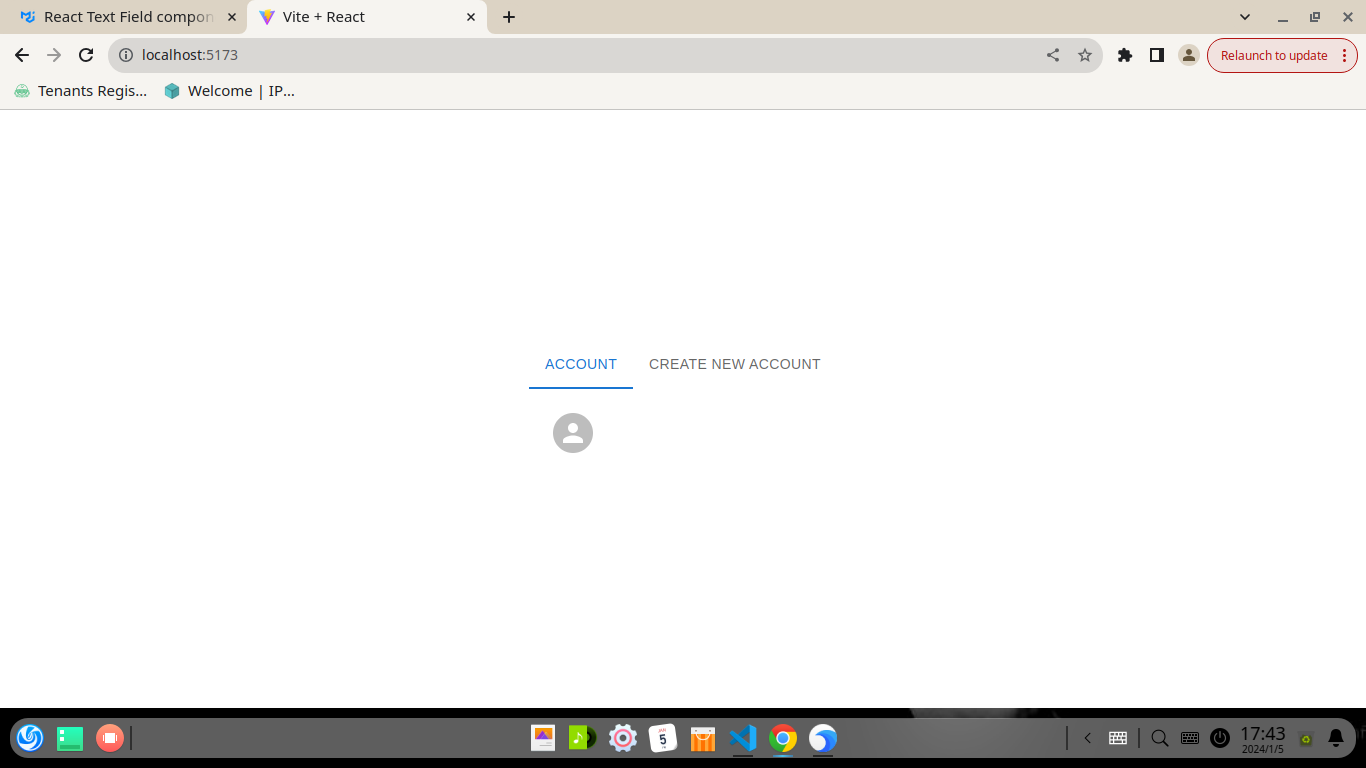 React Text Field compon
Vite + React
localhost:5173
Relaunch to update
Tenants Regis...
Welcome | IP...
ACCOUNT
CREATE NEW ACCOUNT
JAN
5
17:43
2024/1/5